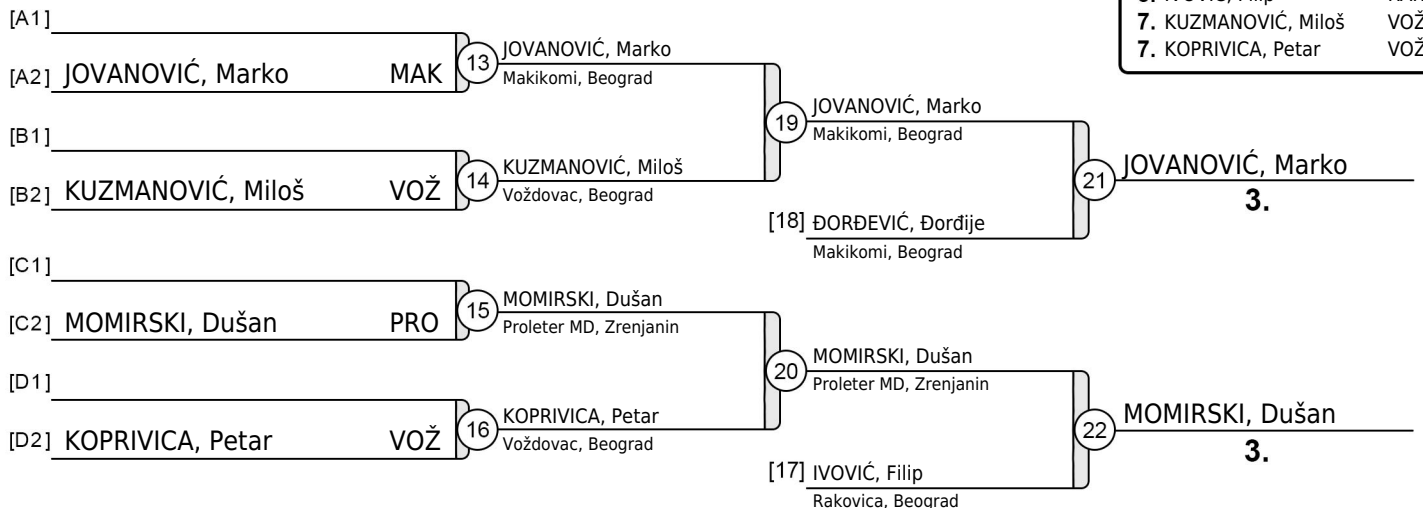 [A1]
[A2] JOVANOVIĆ, Marko MAK
13
JOVANOVIĆ, Marko
Makikomi, Beograd
[B1]
[B2] KUZMANOVIĆ, Miloš VOŽ
14
KUZMANOVIĆ, Miloš
Voždovac, Beograd
19
JOVANOVIĆ, Marko
Makikomi, Beograd
[18] ĐORĐEVIĆ, Đorđije
Makikomi, Beograd
21
JOVANOVIĆ, Marko
3.
[C1]
[C2] MOMIRSKI, Dušan PRO
15
MOMIRSKI, Dušan
Proleter MD, Zrenjanin
[D1]
[D2] KOPRIVICA, Petar VOŽ
16
KOPRIVICA, Petar
Voždovac, Beograd
20
MOMIRSKI, Dušan
Proleter MD, Zrenjanin
[17] IVOVIĆ, Filip
Rakovica, Beograd
22
MOMIRSKI, Dušan
3.
7. KUZMANOVIĆ, Miloš VOŽ
7. KOPRIVICA, Petar VOŽ